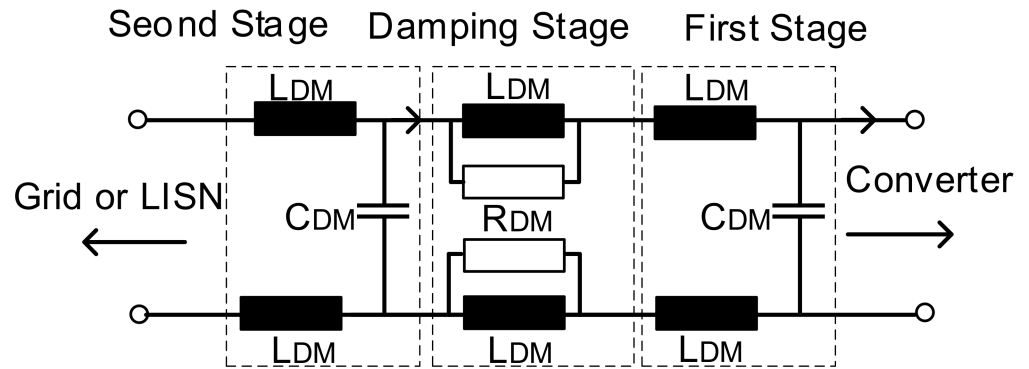 Seond Stage
Damping Stage
First Stage
LDM
LDM
LDM
Grid or LISN
CDM
RDM
CDM
Converter
LDM
LDM
LDM